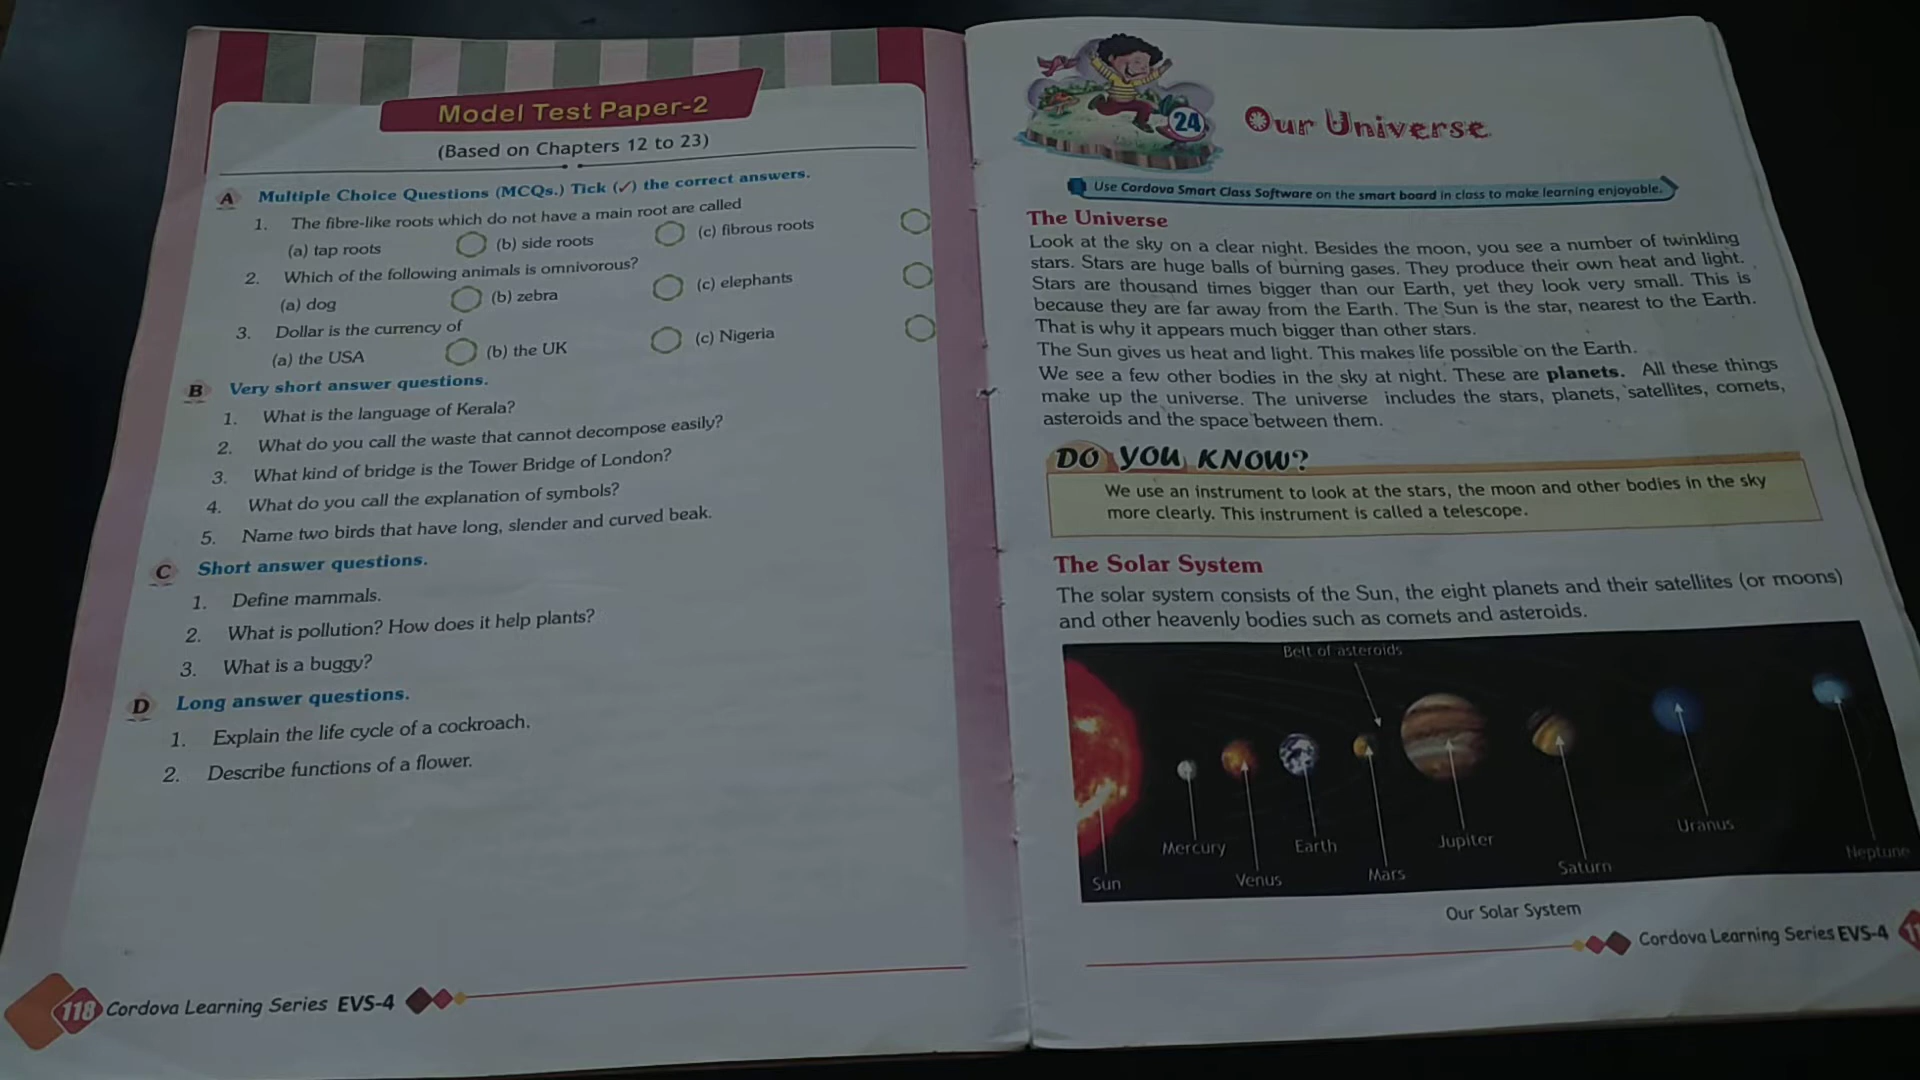 Model Test Paper-2
(Based on Chapters 12 to 23)
A Multiple Choice Questions (MCQs.) Tick (✓) the correct answers.
1. The fibre-like roots which do not have a main root are called
(a) tap roots (b) side roots (c) fibrous roots
2. Which of the following animals is omnivorous?
(a) dog (b) zebra (c) elephants
3. Dollar is the currency of
(a) the USA (b) the UK (c) Nigeria
B Very short answer questions.
1. What is the language of Kerala?
2. What do you call the waste that cannot decompose easily?
3. What kind of bridge is the Tower Bridge of London?
4. What do you call the explanation of symbols?
5. Name two birds that have long, slender and curved beak.
C Short answer questions.
1. Define mammals.
2. What is pollution? How does it help plants?
3. What is a buggy?
D Long answer questions.
1. Explain the life cycle of a cockroach.
2. Describe functions of a flower.
118 Cordova Learning Series EVS-4
24 Our Universe
Use Cordova Smart Class Software on the smart board in class to make learning enjoyable.
The Universe
Look at the sky on a clear night. Besides the moon, you see a number of twinkling
stars. Stars are huge balls of burning gases. They produce their own heat and light.
Stars are thousand times bigger than our Earth, yet they look very small. This is
because they are far away from the Earth. The Sun is the star, nearest to the Earth.
That is why it appears much bigger than other stars.
The Sun gives us heat and light. This makes life possible on the Earth.
We see a few other bodies in the sky at night. These are planets. All these things
make up the universe. The universe includes the stars, planets, satellites, comets,
asteroids and the space between them.
DO YOU KNOW?
We use an instrument to look at the stars, the moon and other bodies in the sky
more clearly. This instrument is called a telescope.
The Solar System
The solar system consists of the Sun, the eight planets and their satellites (or moons)
and other heavenly bodies such as comets and asteroids.
Belt of asteroids
Sun
Mercury
Venus
Earth
Mars
Jupiter
Saturn
Uranus
Neptune
Our Solar System
Cordova Learning Series EVS-4